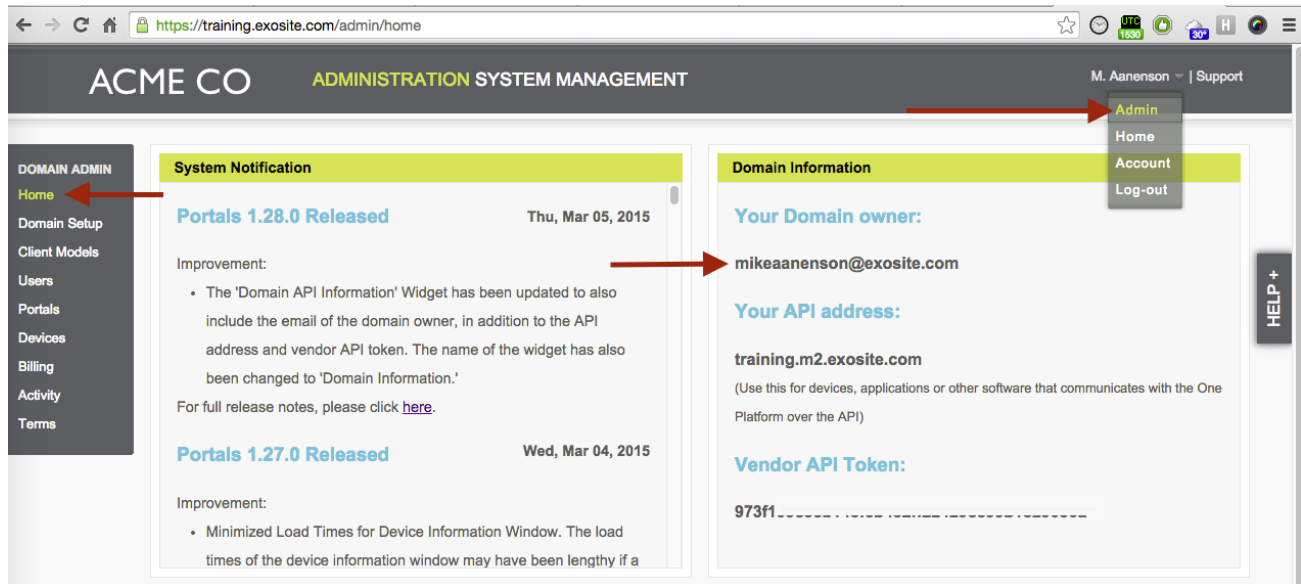 https://training.exosite.com/admin/home
UTC
1530
30°
H
ACME CO
ADMINISTRATION SYSTEM MANAGEMENT
M. Aanenson | Support
Admin
Home
Account
Log-out
DOMAIN ADMIN
Home
Domain Setup
Client Models
Users
Portals
Devices
Billing
Activity
Terms
System Notification
Portals 1.28.0 Released
Thu, Mar 05, 2015
Improvement:
• The 'Domain API Information' Widget has been updated to also
include the email of the domain owner, in addition to the API
address and vendor API token. The name of the widget has also
been changed to 'Domain Information.'
For full release notes, please click here.
Portals 1.27.0 Released
Wed, Mar 04, 2015
Improvement:
• Minimized Load Times for Device Information Window. The load
times of the device information window may have been lengthy if a
Domain Information
Your Domain owner:
mikeaanenson@exosite.com
Your API address:
training.m2.exosite.com
(Use this for devices, applications or other software that communicates with the One
Platform over the API)
Vendor API Token:
973f1
HELP +